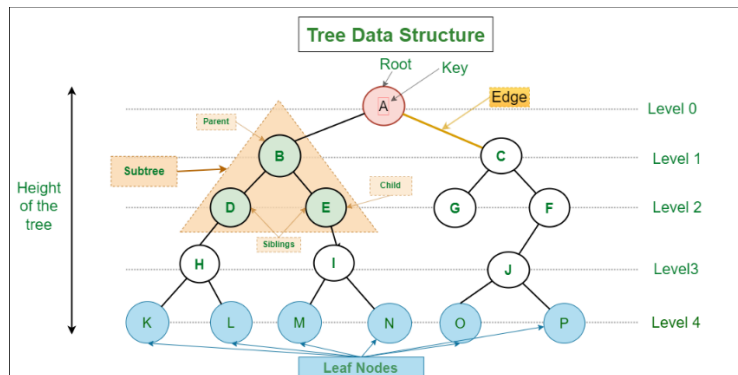 Tree Data Structure
Root
Key
A
Edge
Level 0
Parent
B
C
Level 1
Subtree
Child
Height
of the
tree
D
E
G
F
Level 2
Siblings
H
I
J
Level3
K
L
M
N
O
P
Level 4
Leaf Nodes